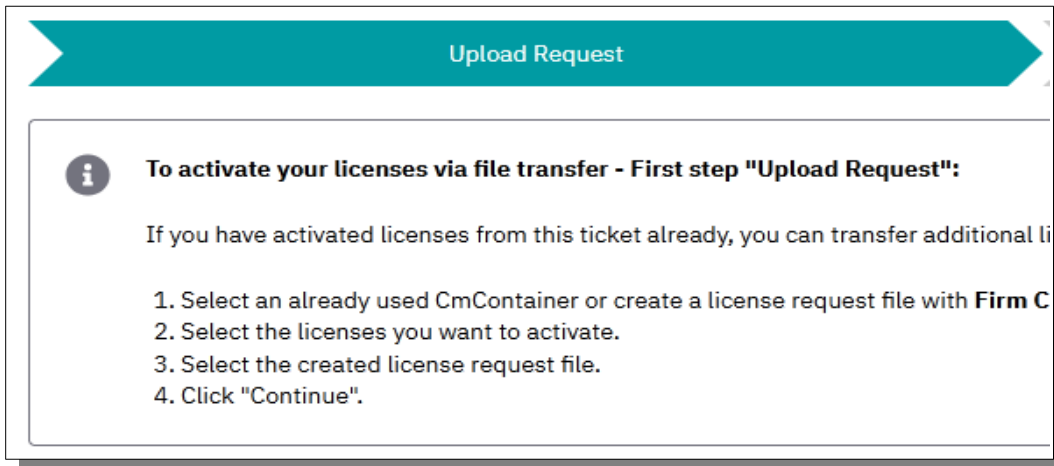 Upload Request
To activate your licenses via file transfer - First step "Upload Request":
If you have activated licenses from this ticket already, you can transfer additional li
1. Select an already used CmContainer or create a license request file with Firm C
2. Select the licenses you want to activate.
3. Select the created license request file.
4. Click "Continue".